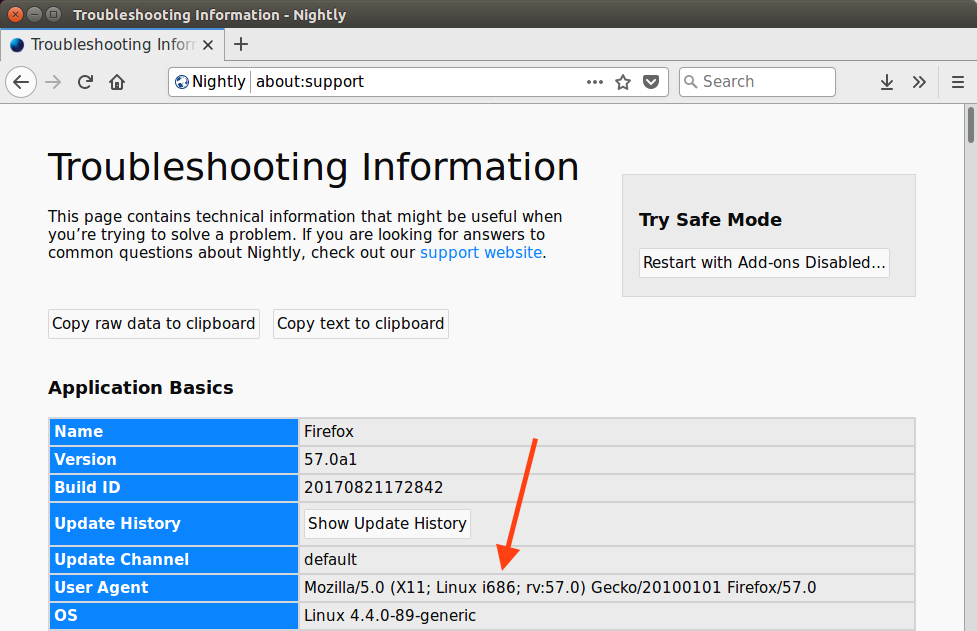 Troubleshooting Information - Nightly
Troubleshooting Infor
Nightly about:support
Search
Troubleshooting Information
This page contains technical information that might be useful when
you’re trying to solve a problem. If you are looking for answers to
common questions about Nightly, check out our support website.
Try Safe Mode
Restart with Add-ons Disabled...
Copy raw data to clipboard
Copy text to clipboard
Application Basics
Name Firefox
Version 57.0a1
Build ID 20170821172842
Update History Show Update History
Update Channel default
User Agent Mozilla/5.0 (X11; Linux i686; rv:57.0) Gecko/20100101 Firefox/57.0
OS Linux 4.4.0-89-generic